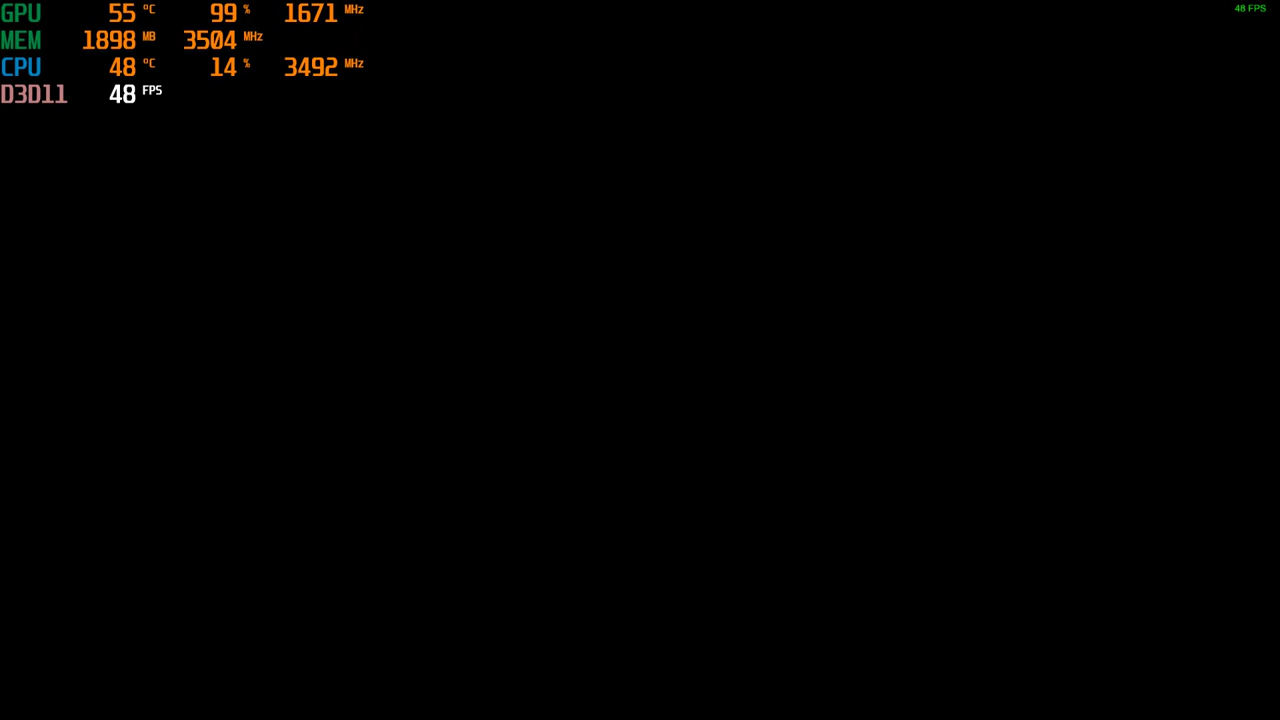 GPU 55 °C 99 % 1671 MHz
48 FPS
MEM 1898 MB 3504 MHz
CPU 48 °C 14 % 3492 MHz
D3D11 48 FPS